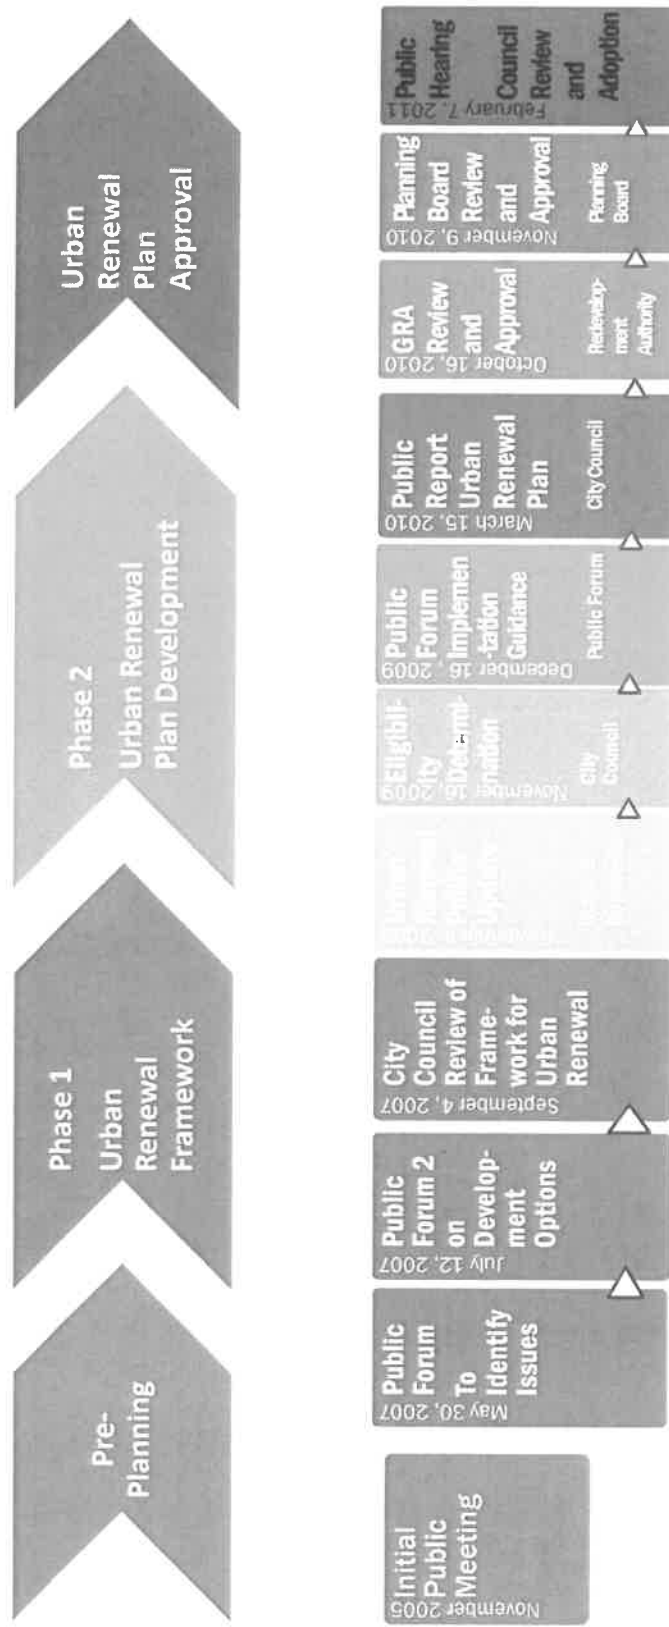 Pre-
Planning
Phase 1
Urban
Renewal
Framework
Phase 2
Urban Renewal
Plan Development
Urban
Renewal
Plan
Approval
November 2005
Initial
Public
Meeting
May 30, 2007
Public
Forum
To
Identify
Issues
July 12, 2007
Public
Forum 2
on
Develop-
ment
Options
September 4, 2007
City
Council
Review of
Frame-
work for
Urban
Renewal
Update
November 16, 2009
Eligibil-
ity
Determi-
nation
City
Council
December 16, 2009
Public
Forum
Implemen
-tation
Guidance
Public Forum
March 15, 2010
Public
Report
Urban
Renewal
Plan
City Council
October 16, 2010
GRA
Review
and
Approval
Redevelop-
ment
Authority
November 9, 2010
Planning
Board
Review
and
Approval
Planning
Board
February 7, 2011
Public
Hearing
Council
Review
and
Adoption